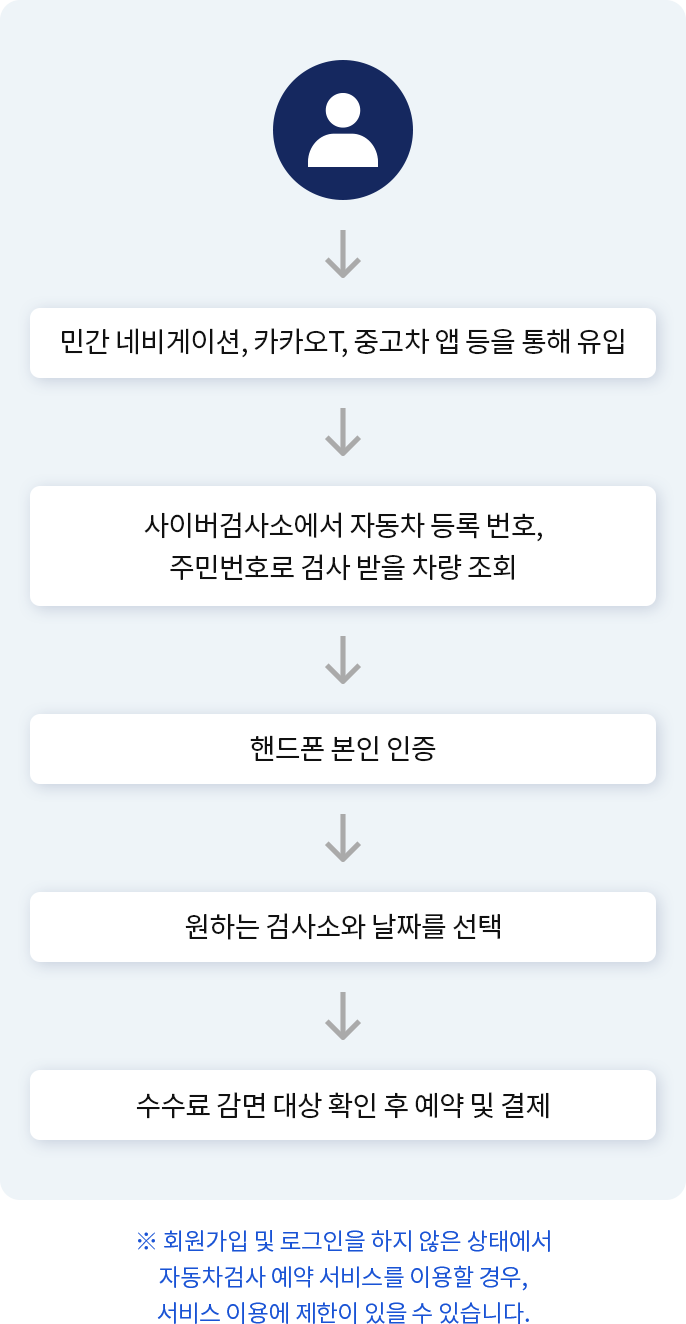 민간 네비게이션, 카카오T, 중고차 앱 등을 통해 유입
사이버검사소에서 자동차 등록 번호,
주민번호로 검사 받을 차량 조회
핸드폰 본인 인증
원하는 검사소와 날짜를 선택
수수료 감면 대상 확인 후 예약 및 결제
※ 회원가입 및 로그인을 하지 않은 상태에서
자동차검사 예약 서비스를 이용할 경우,
서비스 이용에 제한이 있을 수 있습니다.